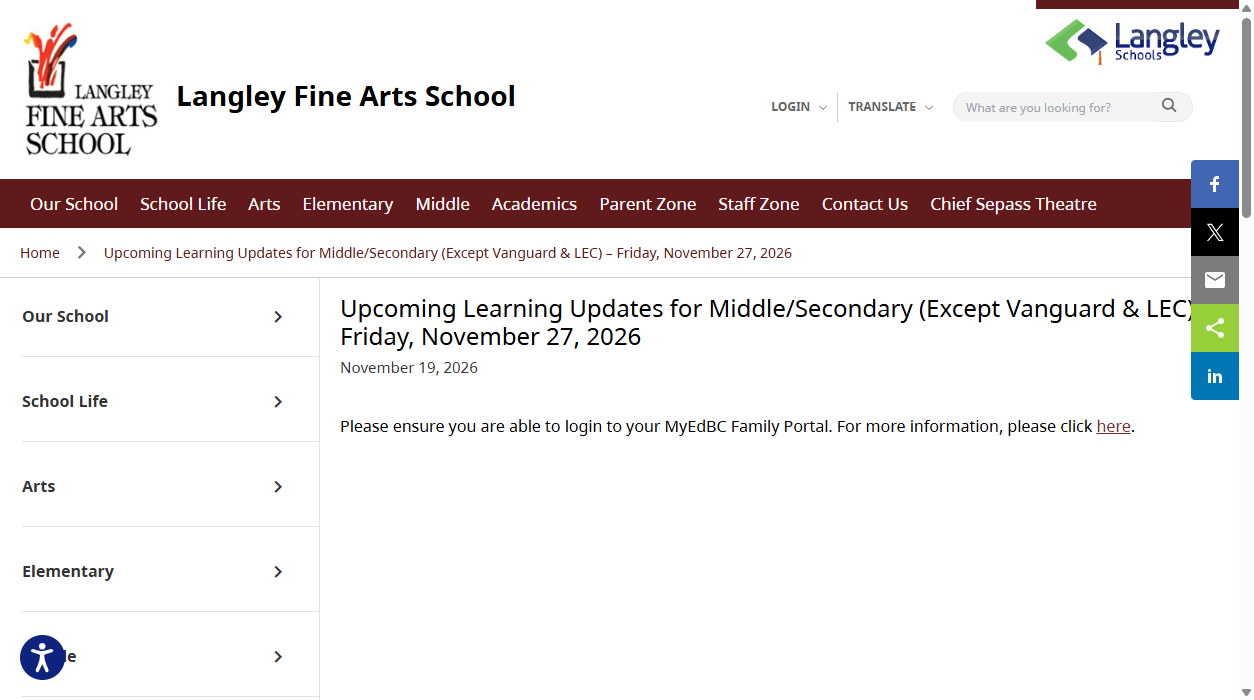 Langley
Schools
LANGLEY
FINE ARTS
SCHOOL
Langley Fine Arts School
LOGIN
TRANSLATE
What are you looking for?
Our School School Life Arts Elementary Middle Academics Parent Zone Staff Zone Contact Us Chief Sepass Theatre
Home Upcoming Learning Updates for Middle/Secondary (Except Vanguard & LEC) – Friday, November 27, 2026
Our School
School Life
Arts
Elementary
Upcoming Learning Updates for Middle/Secondary (Except Vanguard & LEC)
Friday, November 27, 2026
November 19, 2026
Please ensure you are able to login to your MyEdBC Family Portal. For more information, please click here.